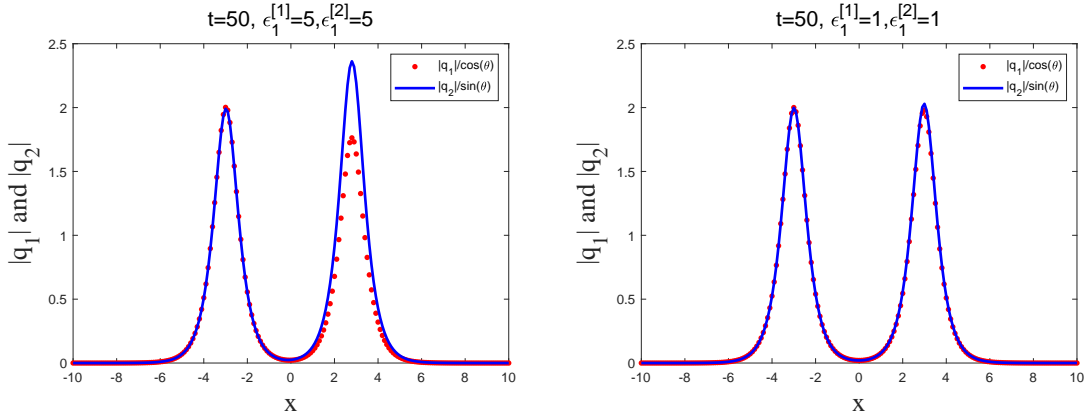 t=50, ϵ₁^[1]=5,ϵ₁^[2]=5
|q₁|/cos(θ)
|q₂|/sin(θ)
|q₁| and |q₂|
2.5
2
1.5
1
0.5
0
-10 -8 -6 -4 -2 0 2 4 6 8 10
x
t=50, ϵ₁^[1]=1,ϵ₁^[2]=1
|q₁|/cos(θ)
|q₂|/sin(θ)
|q₁| and |q₂|
2.5
2
1.5
1
0.5
0
-10 -8 -6 -4 -2 0 2 4 6 8 10
x